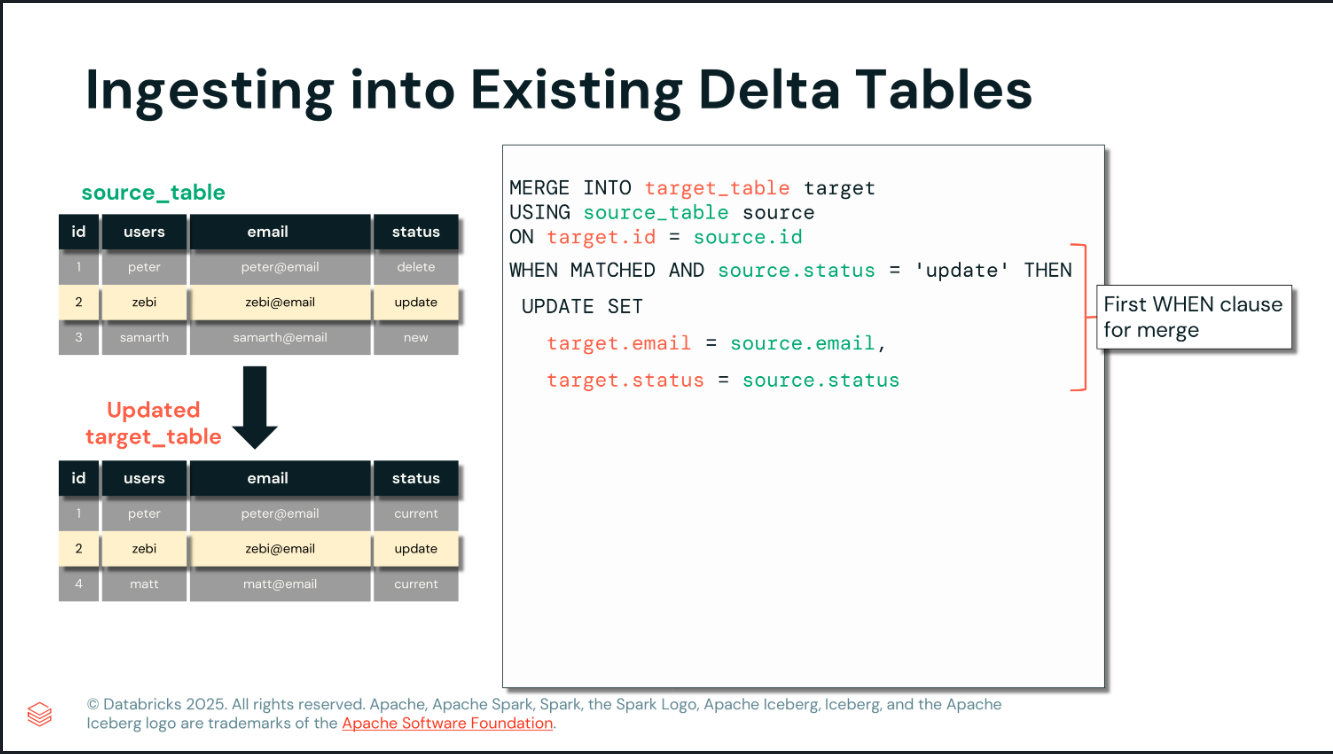 Ingesting into Existing Delta Tables
source_table
id users email status
1 peter peter@email delete
2 zebi zebi@email update
3 samarth samarth@email new
Updated
target_table
id users email status
1 peter peter@email current
2 zebi zebi@email update
4 matt matt@email current
MERGE INTO target_table target
USING source_table source
ON target.id = source.id
WHEN MATCHED AND source.status = 'update' THEN
UPDATE SET
target.email = source.email,
target.status = source.status
First WHEN clause
for merge
© Databricks 2025. All rights reserved. Apache, Apache Spark, Spark, the Spark Logo, Apache Iceberg, Iceberg, and the Apache
Iceberg logo are trademarks of the Apache Software Foundation.